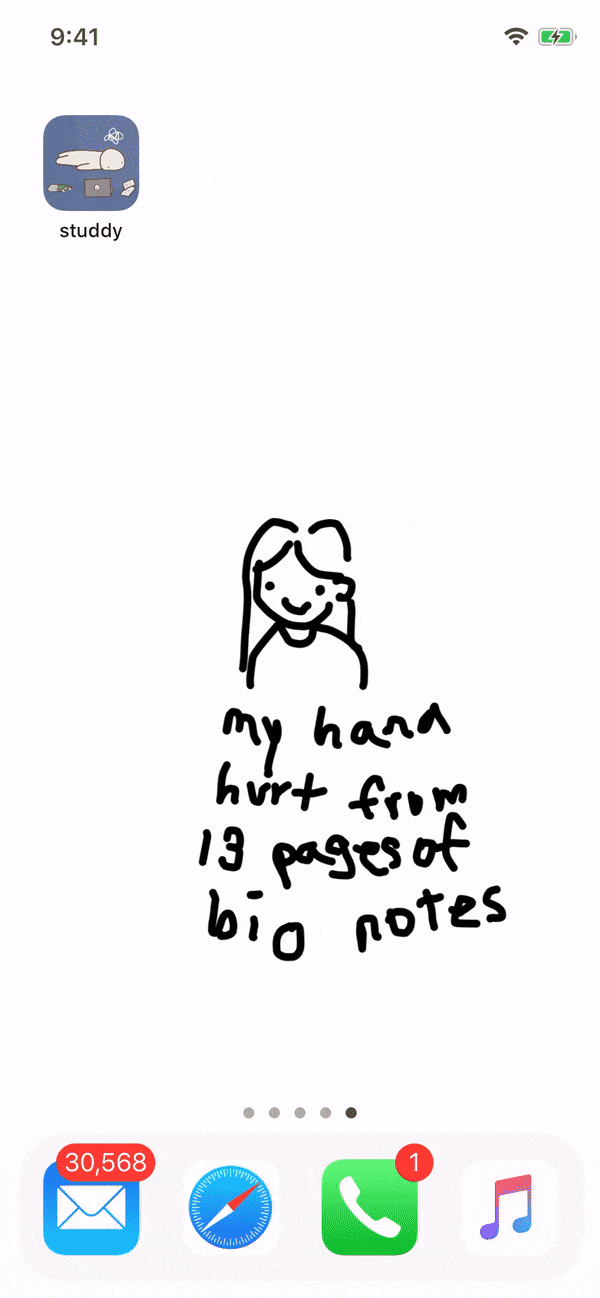 9:41
studdy
my hand
hurt from
13 pages of
bio notes
30,568
1